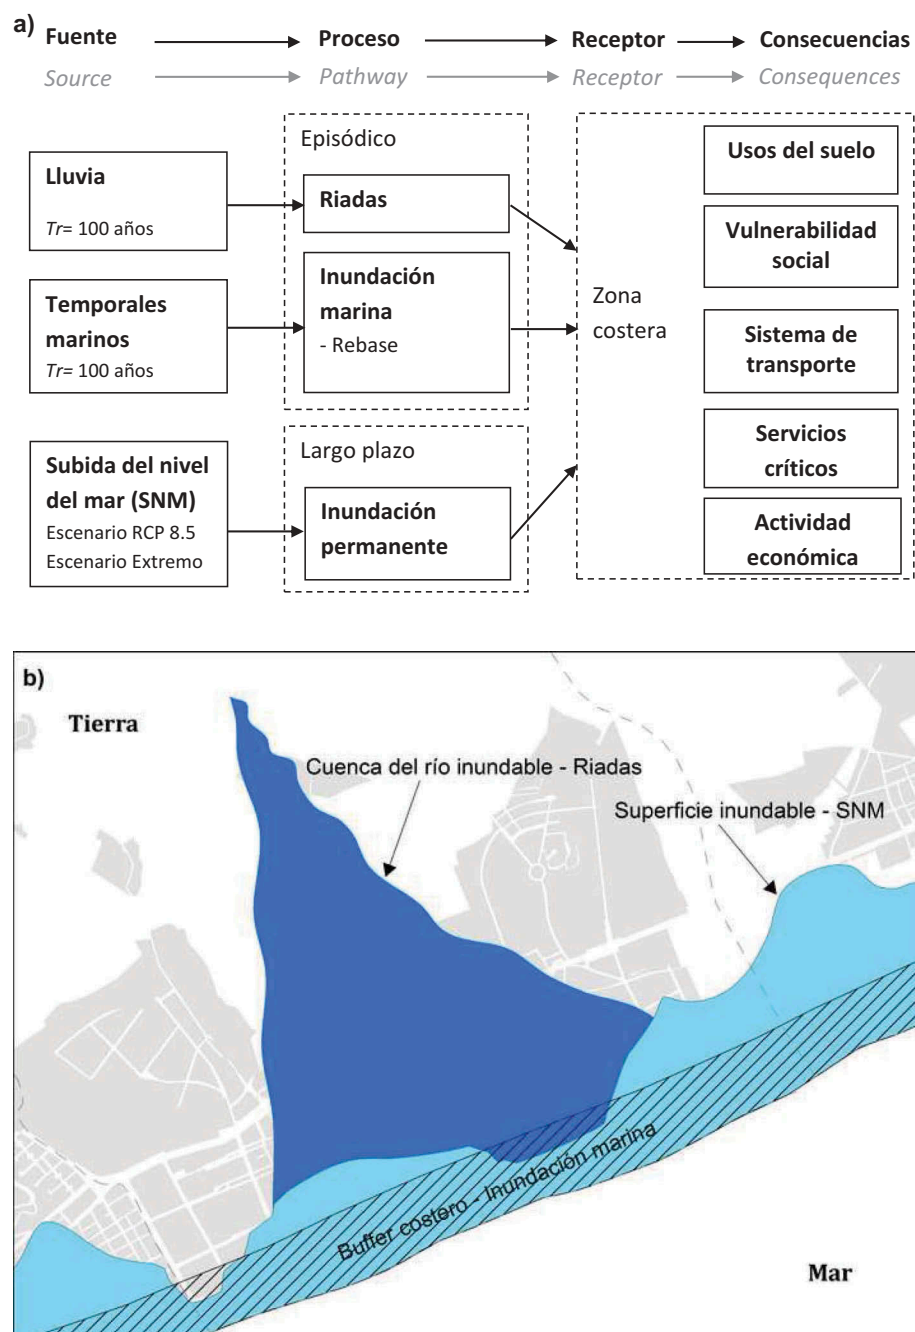 a)
Fuente
Proceso
Receptor
Consecuencias
Source
Pathway
Receptor
Consequences
Episódico
Lluvia
Tr= 100 años
Riadas
Temporales
marinos
Tr= 100 años
Inundación
marina
- Rebase
Largo plazo
Subida del nivel
del mar (SNM)
Escenario RCP 8.5
Escenario Extremo
Inundación
permanente
Zona
costera
Usos del suelo
Vulnerabilidad
social
Sistema de
transporte
Servicios
críticos
Actividad
económica
b)
Tierra
Cuenca del río inundable - Riadas
Superficie inundable - SNM
Buffer costero - Inundación marina
Mar